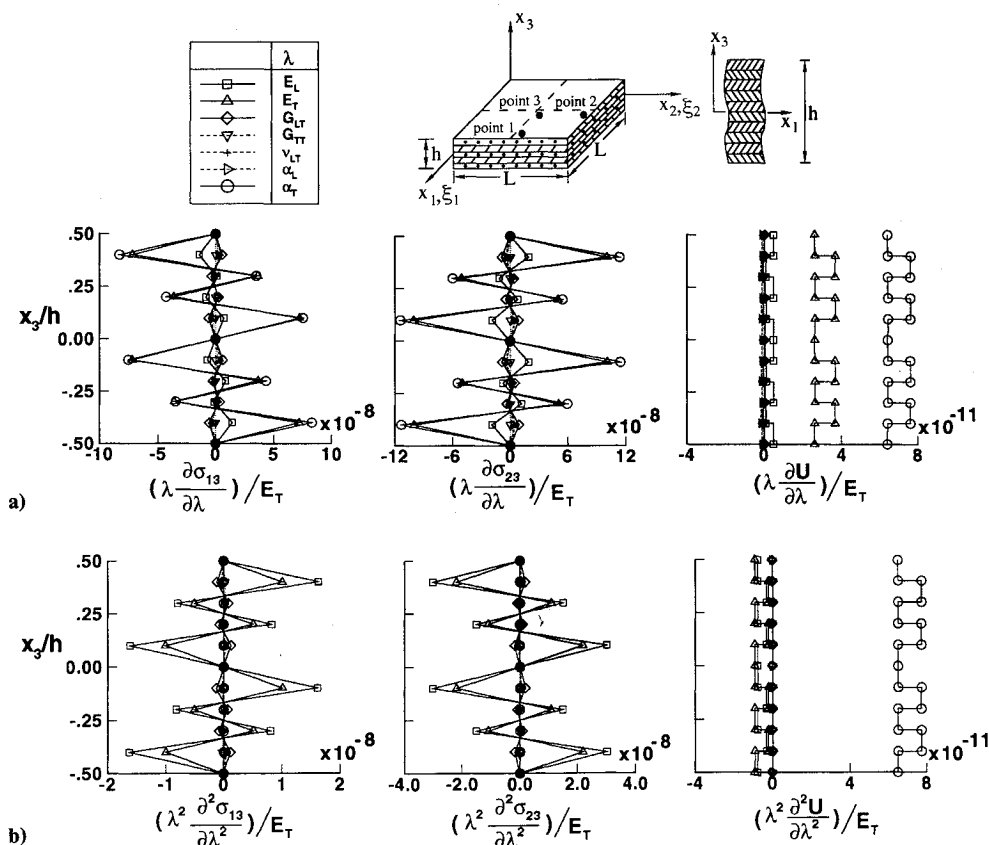 λ
E_L
E_T
G_LT
G_TT
ν_LT
α_L
α_T
x_3
point 3
point 2
point 1
x_2, ξ_2
h
L
L
x_1, ξ_1
x_3
x_1
h
x_3/h
.50
0.25
0.00
-.25
-.50
-10
-5
0
5
10
x10^-8
(λ ∂σ_13/∂λ)/E_T
-12
-6
0
6
12
x10^-8
(λ ∂σ_23/∂λ)/E_T
-4
0
4
8
x10^-11
(λ ∂U/∂λ)/E_T
a)
x_3/h
.50
0.25
0.00
-.25
-.50
-2
-1
0
1
2
x10^-8
(λ^2 ∂^2σ_13/∂λ^2)/E_T
-4.0
-2.0
0.0
2.0
4.0
x10^-8
(λ^2 ∂^2σ_23/∂λ^2)/E_T
-4
0
4
8
x10^-11
(λ^2 ∂^2U/∂λ^2)/E_T
b)